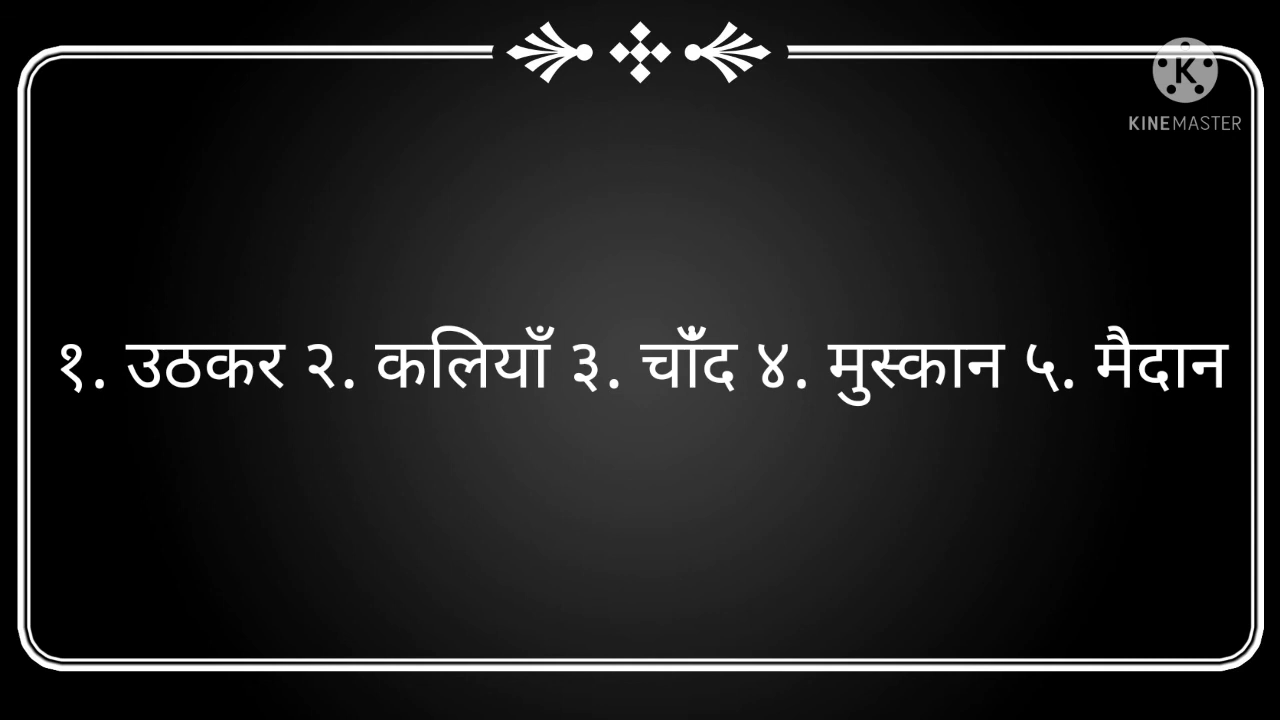 K
KINEMASTER
१. उठकर २. कलियाँ ३. चाँद ४. मुस्कान ५. मैदान